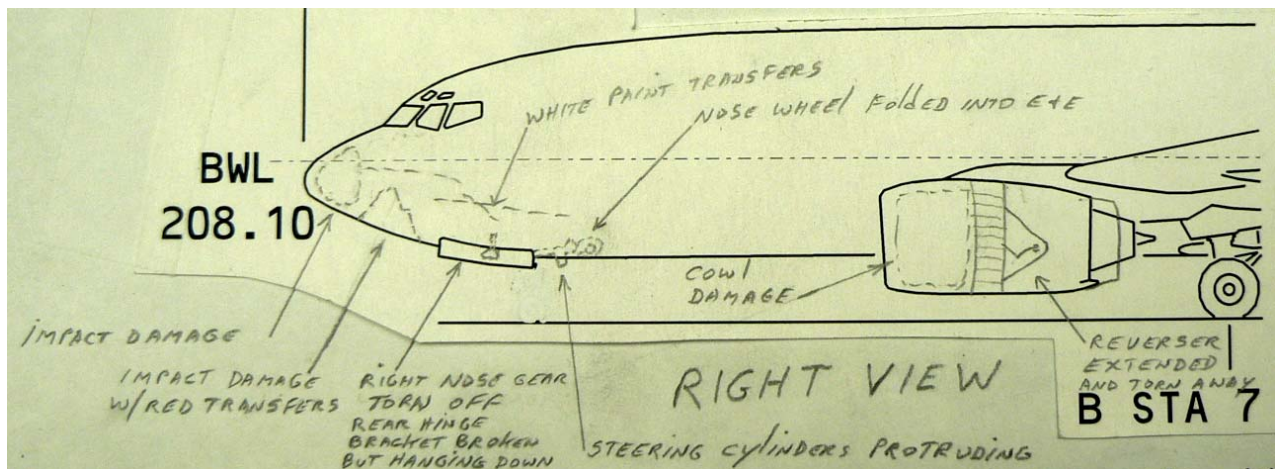 WHITE PAINT TRANSFERS
NOSE WHEEL FOLDED INTO E+E
BWL
208.10
COWL
DAMAGE
IMPACT DAMAGE
IMPACT DAMAGE
W/RED TRANSFERS
RIGHT NOSE GEAR
TORN OFF
REAR HINGE
BRACKET BROKEN
BUT HANGING DOWN
RIGHT VIEW
STEERING CYLINDERS PROTRUDING
REVERSER
EXTENDED
AND TORN AWAY
B STA 7